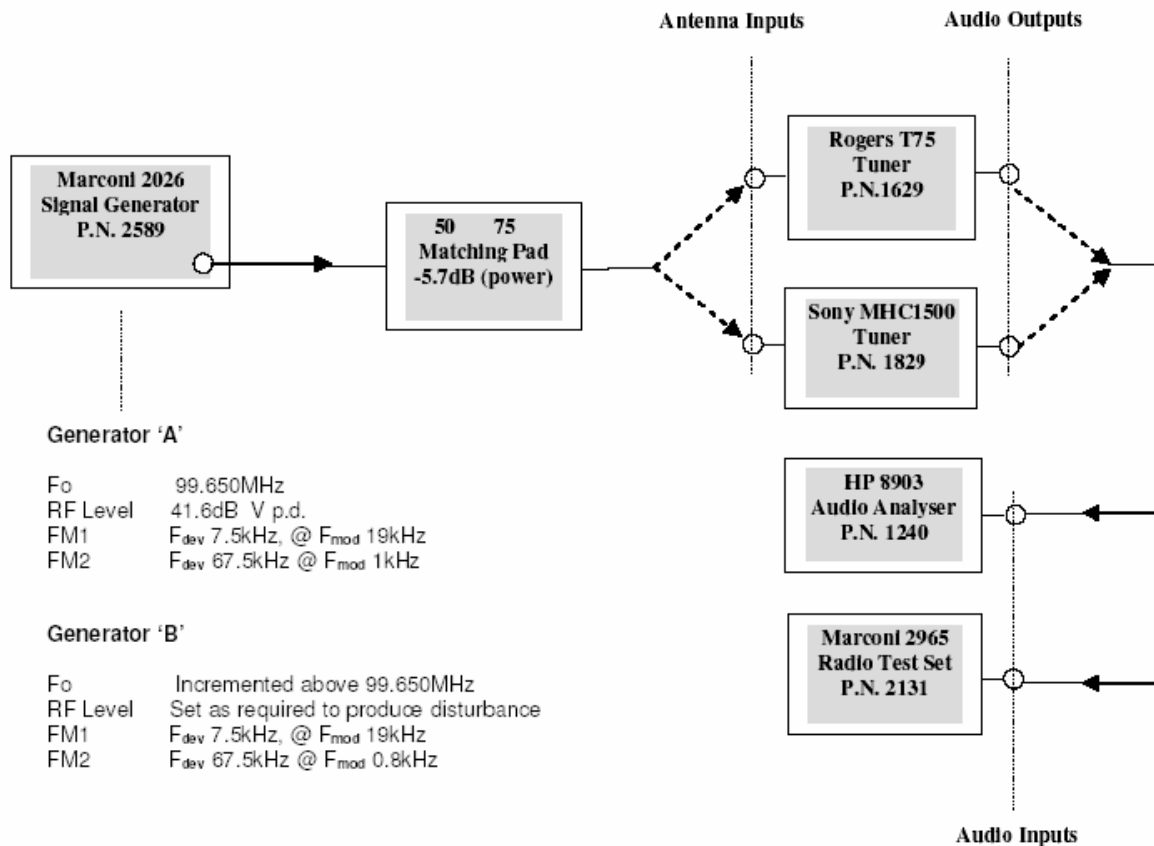 Antenna Inputs
Audio Outputs
Marconi 2026
Signal Generator
P.N. 2589
50 75
Matching Pad
-5.7dB (power)
Rogers T75
Tuner
P.N.1629
Sony MHC1500
Tuner
P.N. 1829
HP 8903
Audio Analyser
P.N. 1240
Marconi 2965
Radio Test Set
P.N. 2131
Audio Inputs
Generator ‘A’
Fo 99.650MHz
RF Level 41.6dB V p.d.
FM1 Fdev 7.5kHz, @ Fmod 19kHz
FM2 Fdev 67.5kHz @ Fmod 1kHz
Generator ‘B’
Fo Incremented above 99.650MHz
RF Level Set as required to produce disturbance
FM1 Fdev 7.5kHz, @ Fmod 19kHz
FM2 Fdev 67.5kHz @ Fmod 0.8kHz